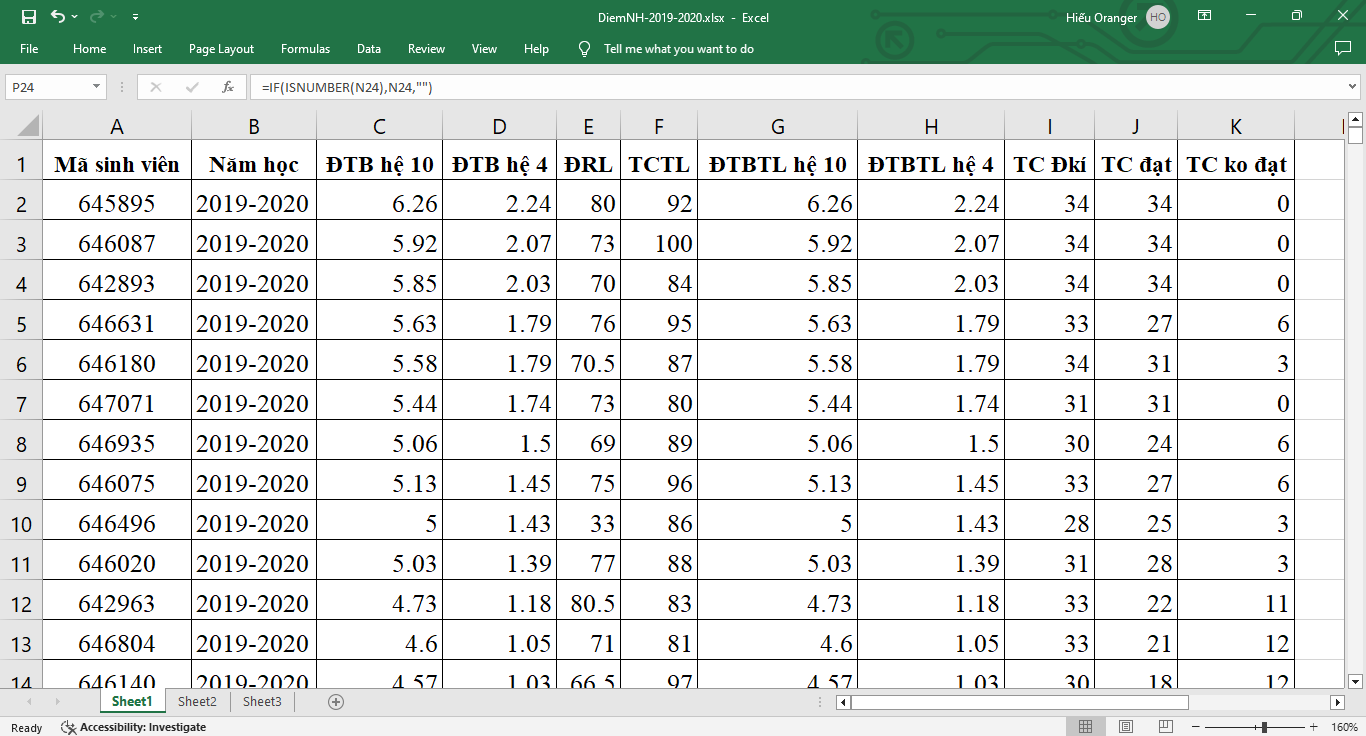 DiemNH-2019-2020.xlsx - Excel
Hiếu Oranger HO
File Home Insert Page Layout Formulas Data Review View Help Tell me what you want to do
P24 fx =IF(ISNUMBER(N24),N24,"")
A B C D E F G H I J K
1 Mã sinh viên Năm học ĐTB hệ 10 ĐTB hệ 4 ĐRL TCTL ĐTBTL hệ 10 ĐTBTL hệ 4 TC Đkí TC đạt TC ko đạt
2 645895 2019-2020 6.26 2.24 80 92 6.26 2.24 34 34 0
3 646087 2019-2020 5.92 2.07 73 100 5.92 2.07 34 34 0
4 642893 2019-2020 5.85 2.03 70 84 5.85 2.03 34 34 0
5 646631 2019-2020 5.63 1.79 76 95 5.63 1.79 33 27 6
6 646180 2019-2020 5.58 1.79 70.5 87 5.58 1.79 34 31 3
7 647071 2019-2020 5.44 1.74 73 80 5.44 1.74 31 31 0
8 646935 2019-2020 5.06 1.5 69 89 5.06 1.5 30 24 6
9 646075 2019-2020 5.13 1.45 75 96 5.13 1.45 33 27 6
10 646496 2019-2020 5 1.43 33 86 5 1.43 28 25 3
11 646020 2019-2020 5.03 1.39 77 88 5.03 1.39 31 28 3
12 642963 2019-2020 4.73 1.18 80.5 83 4.73 1.18 33 22 11
13 646804 2019-2020 4.6 1.05 71 81 4.6 1.05 33 21 12
14 646140 2019-2020 4.57 1.03 66.5 97 4.57 1.03 30 18 12
Sheet1 Sheet2 Sheet3
Ready Accessibility: Investigate 160%